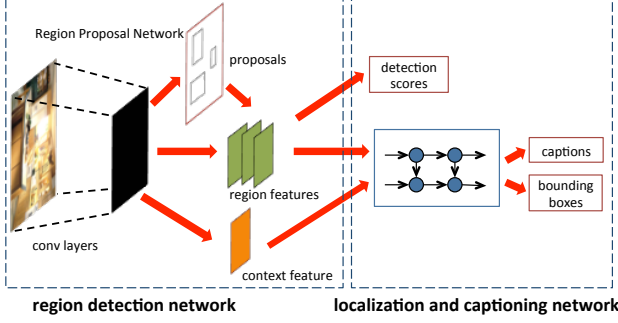 Region Proposal Network
proposals
detection
scores
captions
bounding
boxes
region features
conv layers
context feature
region detection network
localization and captioning network